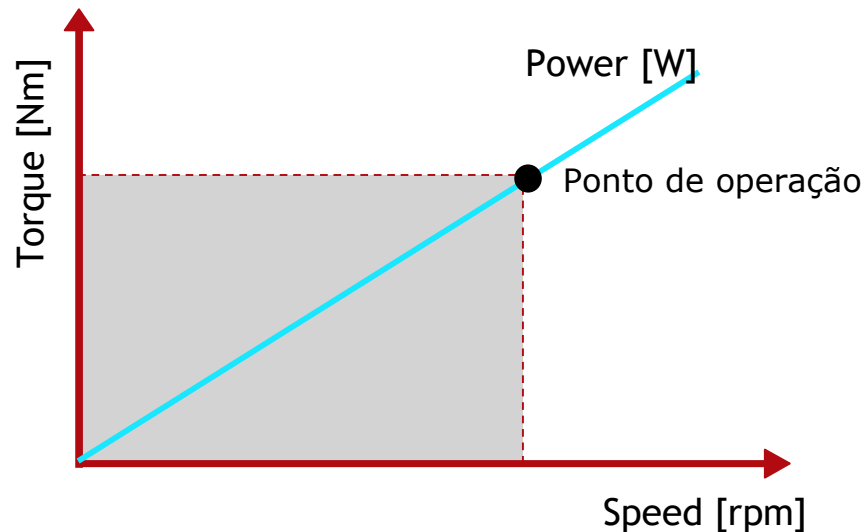 Power [W]
Torque [Nm]
Ponto de operação
Speed [rpm]